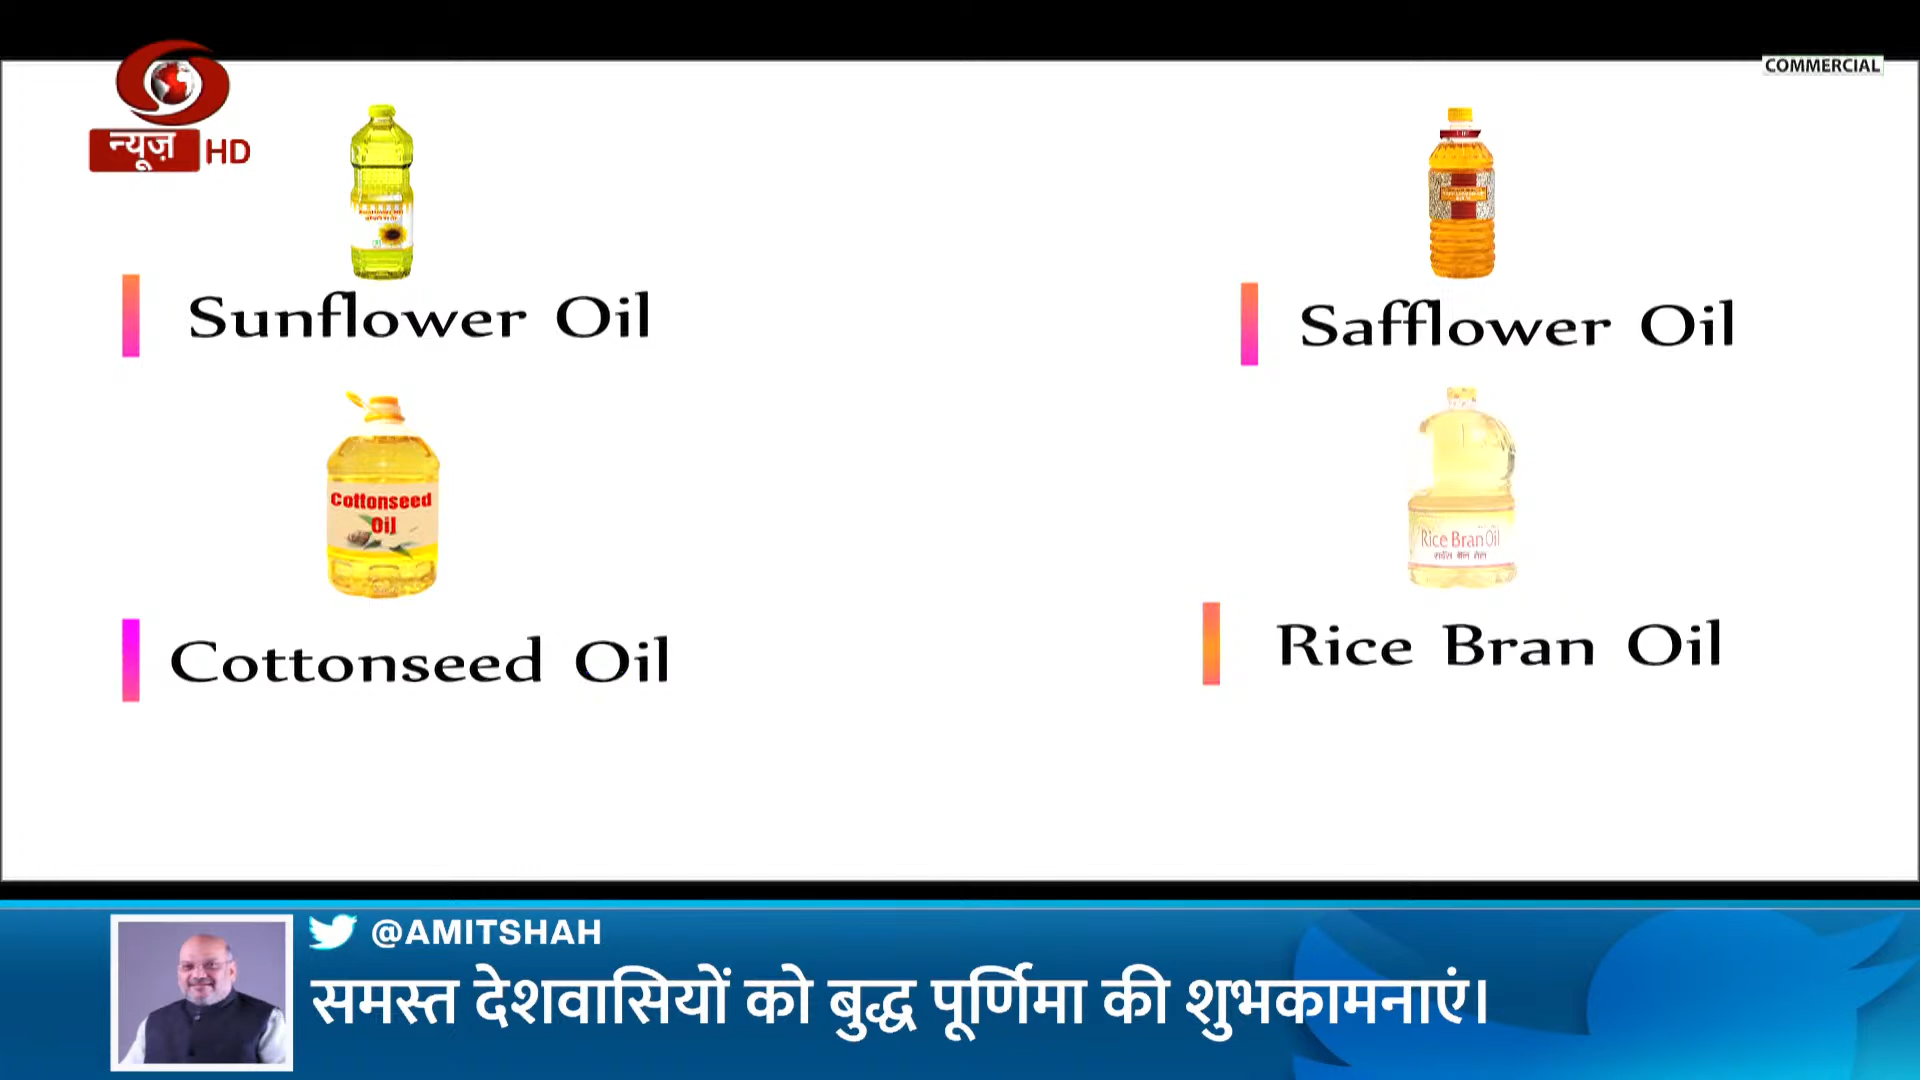 COMMERCIAL
न्यूज़ HD
Sunflower Oil
Safflower Oil
Cottonseed
Oil
Rice Bran Oil
राईस ब्रैन तेल
Cottonseed Oil
Rice Bran Oil
@AMITSHAH
समस्त देशवासियों को बुद्ध पूर्णिमा की शुभकामनाएं।